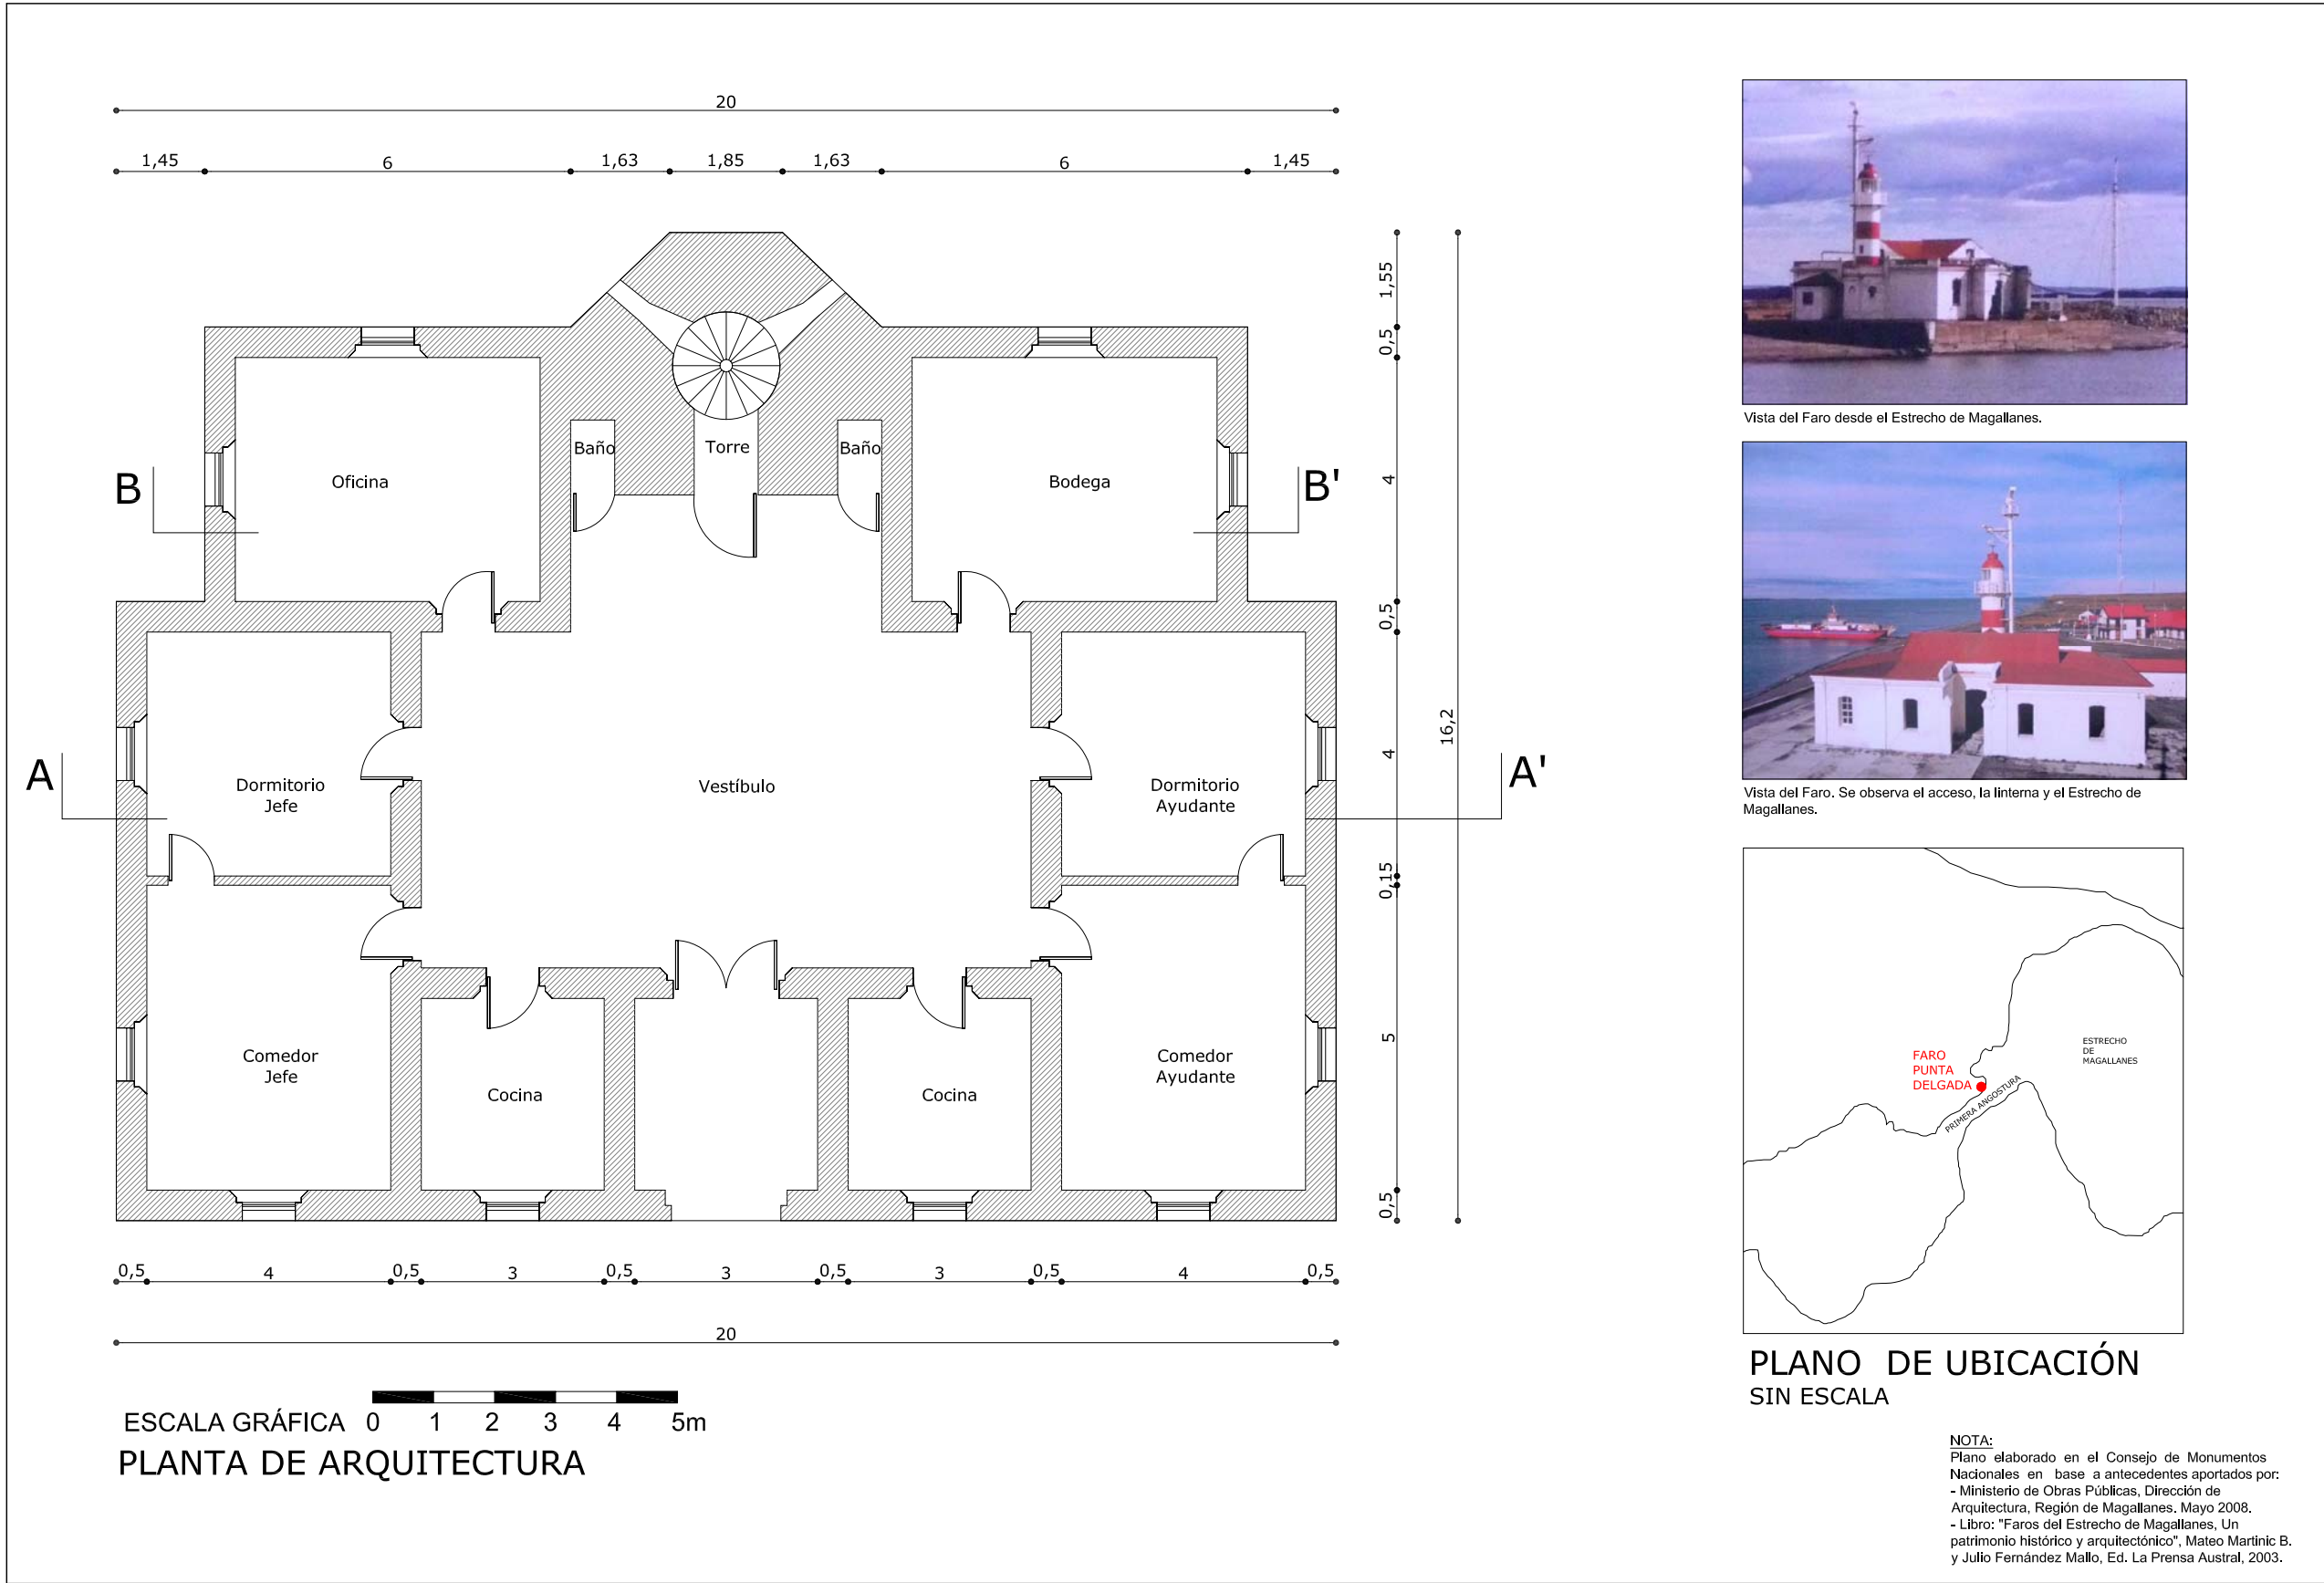 20
1,45 6 1,63 1,85 1,63 6 1,45
1,55
0,5
4
0,5
4
0,15
5
0,5
16,2
Baño Torre Baño
Oficina
Bodega
B B'
A A'
Dormitorio
Jefe
Vestíbulo
Dormitorio
Ayudante
Comedor
Jefe
Cocina
Cocina
Comedor
Ayudante
0,5 4 0,5 3 0,5 3 0,5 3 0,5 4 0,5
20
ESCALA GRÁFICA 0 1 2 3 4 5m
PLANTA DE ARQUITECTURA
Vista del Faro desde el Estrecho de Magallanes.
Vista del Faro. Se observa el acceso, la linterna y el Estrecho de
Magallanes.
FARO
PUNTA
DELGADA
PRIMERA ANGOSTURA
ESTRECHO
DE
MAGALLANES
PLANO DE UBICACIÓN
SIN ESCALA
NOTA:
Plano elaborado en el Consejo de Monumentos
Nacionales en base a antecedentes aportados por:
- Ministerio de Obras Públicas, Dirección de
Arquitectura, Región de Magallanes. Mayo 2008.
- Libro: "Faros del Estrecho de Magallanes, Un
patrimonio histórico y arquitectónico", Mateo Martinic B.
y Julio Fernández Mallo, Ed. La Prensa Austral, 2003.